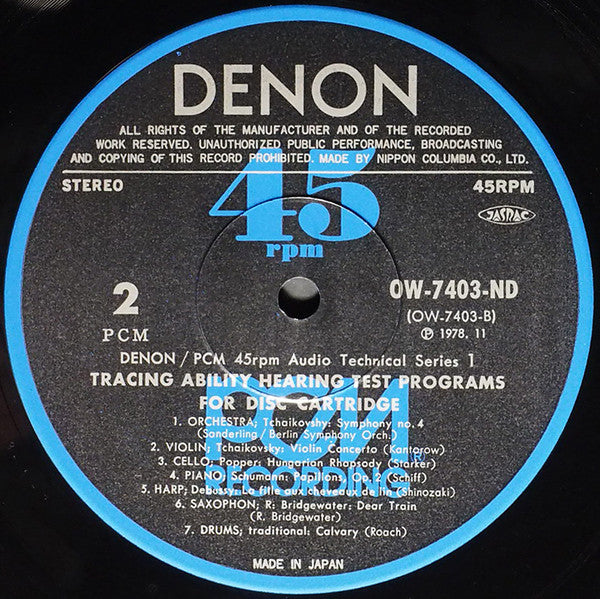 DENON
ALL RIGHTS OF THE MANUFACTURER AND OF THE RECORDED
WORK RESERVED. UNAUTHORIZED PUBLIC PERFORMANCE, BROADCASTING
AND COPYING OF THIS RECORD PROHIBITED. MADE BY NIPPON COLUMBIA CO., LTD.
STEREO
45RPM
45
rpm
JASRAC
2
PCM
OW-7403-ND
(OW-7403-B)
Ⓟ 1978. 11
DENON / PCM 45rpm Audio Technical Series 1
TRACING ABILITY HEARING TEST PROGRAMS
FOR DISC CARTRIDGE
1. ORCHESTRA; Tchaikovshy: Symphony no. 4
(Sanderling / Berlin Symphony Orch.)
2. VIOLIN; Tchaikovsky: Violin Concerto (Kantorow)
3. CELLO; Popper: Hungarian Rhapsody (Starker)
4. PIANO; Schumann: Papillons, Op. 2 (Schiff)
5. HARP; Debussy: La fille aux cheveaux de lin (Shinozaki)
6. SAXOPHON, R: Bridgewater: Dear Train
(R. Bridgewater)
7. DRUMS; traditional: Calvary (Roach)
PCM
RECORDING
MADE IN JAPAN